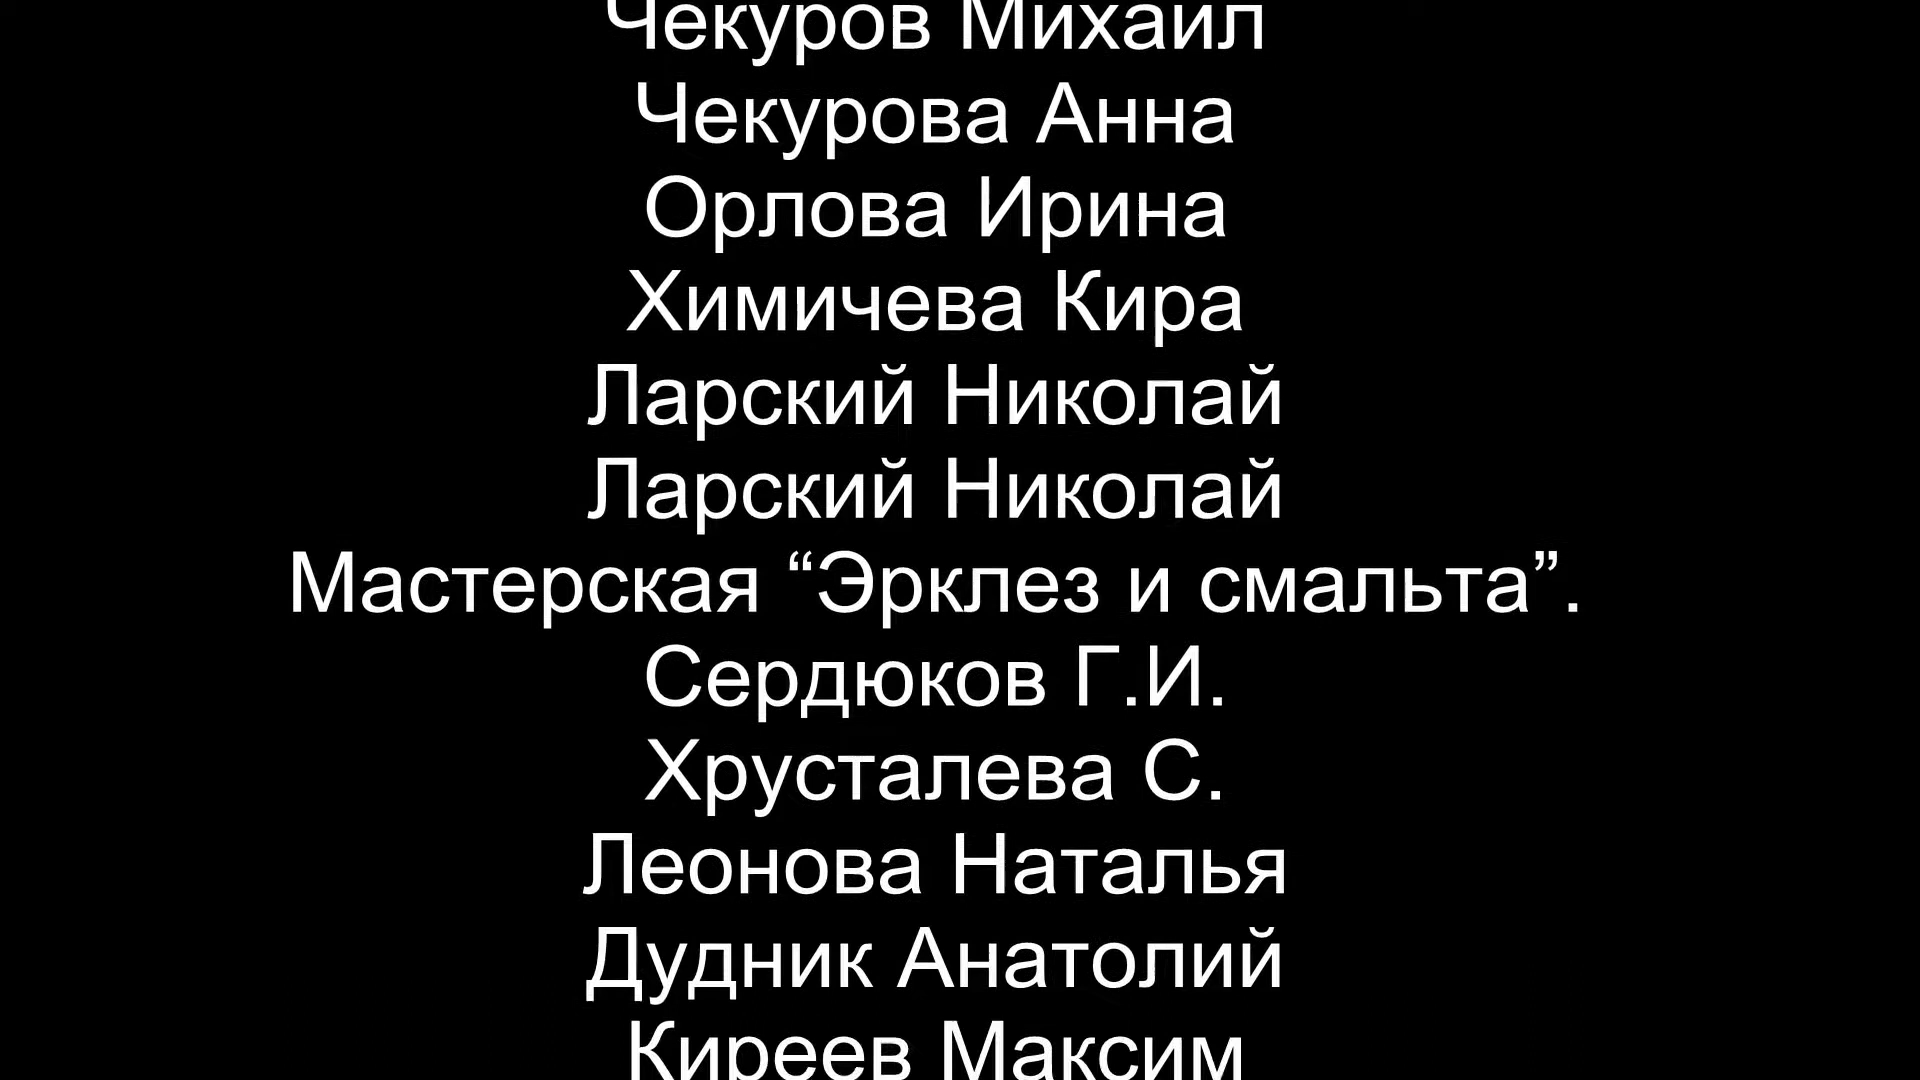 Чекуров Михаил
Чекурова Анна
Орлова Ирина
Химичева Кира
Ларский Николай
Ларский Николай
Мастерская “Эрклез и смальта”.
Сердюков Г.И.
Хрусталева С.
Леонова Наталья
Дудник Анатолий
Киреев Максим